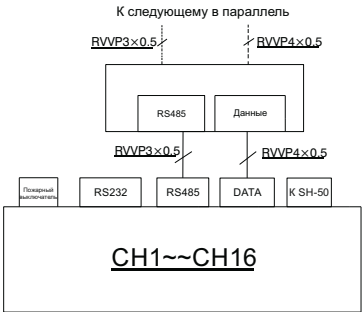 К следующему в параллель
RVVP3×0.5
RVVP4×0.5
RS485
Данные
RVVP3×0.5
RVVP4×0.5
Пожарный
выключатель
RS232
RS485
DATA
К SH-50
CH1~~CH16